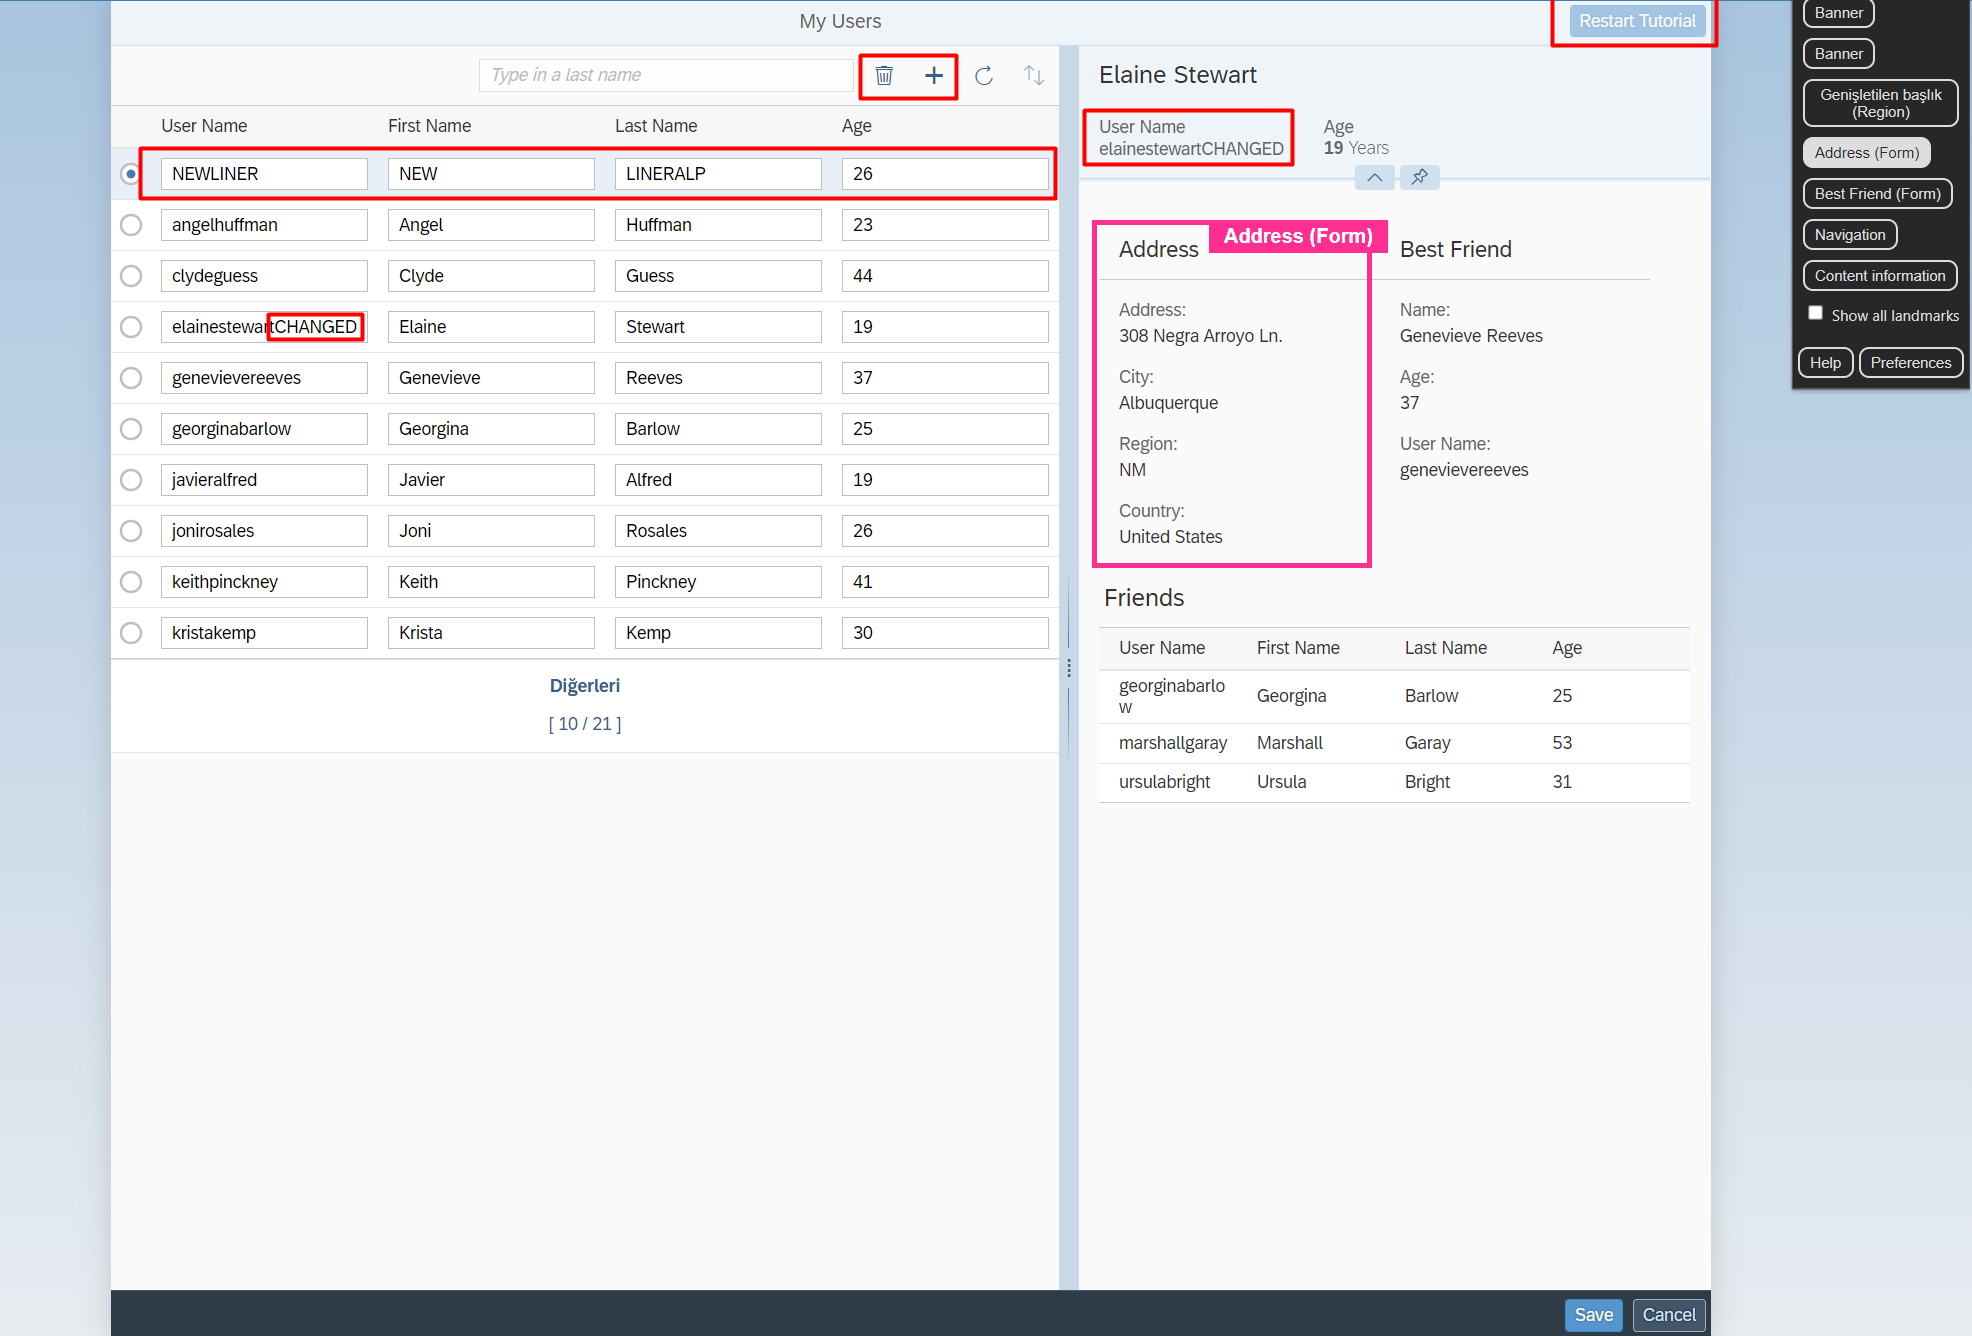 My Users
Restart Tutorial
Type in a last name
User Name First Name Last Name Age
NEWLINER NEW LINERALP 26
angelhuffman Angel Huffman 23
clydeguess Clyde Guess 44
elainestewartCHANGED Elaine Stewart 19
genevievereeves Genevieve Reeves 37
georginabarlow Georgina Barlow 25
javieralfred Javier Alfred 19
jonirosales Joni Rosales 26
keithpinckney Keith Pinckney 41
kristakemp Krista Kemp 30
Diğerleri
[ 10 / 21 ]
Elaine Stewart
User Name
elainestewartCHANGED
Age
19 Years
Address (Form)
Address
Address:
308 Negra Arroyo Ln.
City:
Albuquerque
Region:
NM
Country:
United States
Best Friend
Name:
Genevieve Reeves
Age:
37
User Name:
genevievereeves
Friends
User Name First Name Last Name Age
georginabarlo
w Georgina Barlow 25
marshallgaray Marshall Garay 53
ursulabright Ursula Bright 31
Save Cancel
Banner
Banner
Genişletilen başlık
(Region)
Address (Form)
Best Friend (Form)
Navigation
Content information
Show all landmarks
Help Preferences